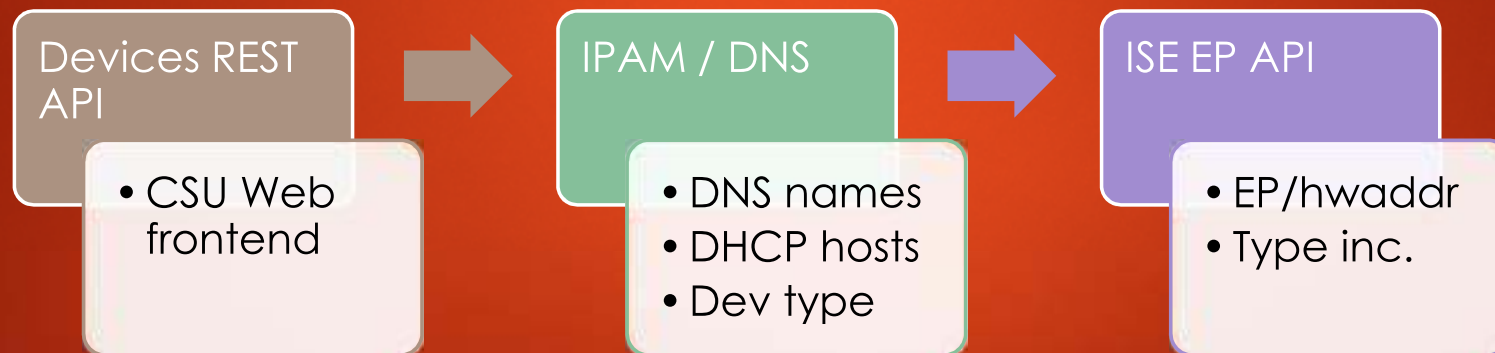 Devices REST
API
• CSU Web
frontend
IPAM / DNS
• DNS names
• DHCP hosts
• Dev type
ISE EP API
• EP/hwaddr
• Type inc.